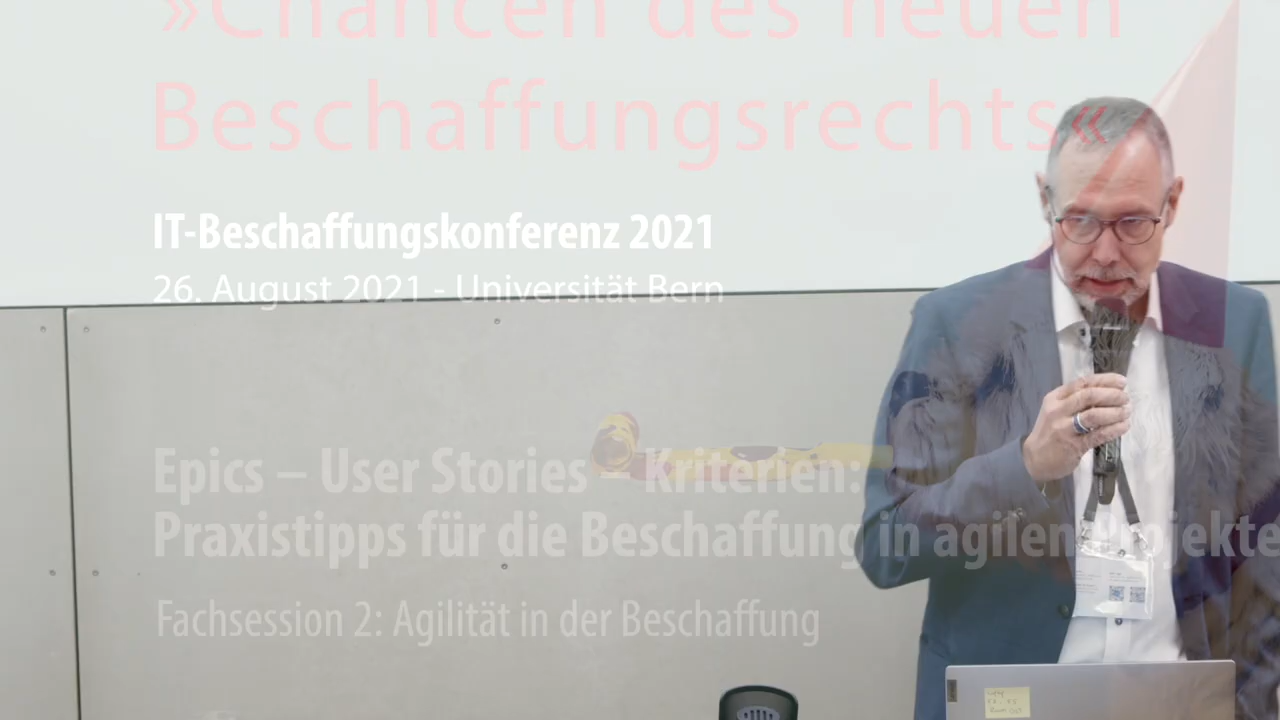 »Chancen des neuen
Beschaffungsrechts«
IT-Beschaffungskonferenz 2021
26. August 2021 - Universität Bern
Epics – User Stories – Kriterien:
Praxistipps für die Beschaffung in agilen Projekte
Fachsession 2: Agilität in der Beschaffung